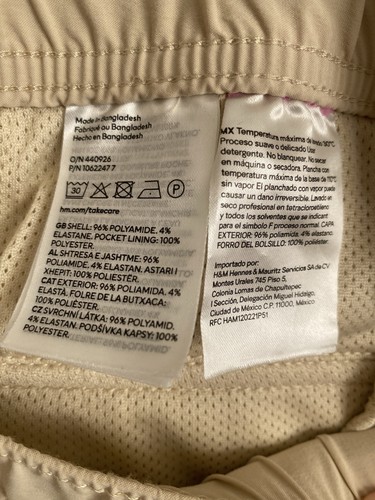 Made in Bangladesh
Fabriqué au Bangladesh
Hecho en Bangladesh
O/N 440926
P/N 10622477
hm.com/takecare
GB SHELL: 96% POLYAMIDE, 4%
ELASTANE. POCKET LINING: 100%
POLYESTER.
AL SHTRESA E JASHTME: 96%
POLIAMIDE, 4% ELASTAN. ASTARI I
XHEPIT: 100% POLIESTER.
CAT EXTERIOR: 96% POLIAMIDA, 4%
ELASTÀ. FOLRE DE LA BUTXACA:
100% POLIÈSTER.
CZ SVRCHNÍ LÁTKA: 96% POLYAMID,
4% ELASTAN. PODŠÍVKA KAPSY: 100%
POLYESTER.
MX Temperatura máxima de lavado 30°C
Proceso suave o delicado Usar
detergente. No blanquear. No secar
en máquina o secadora. Plancha con
temperatura máxima de la base de 110°C
sin vapor El planchado con vapor puede
causar un dano irreversible. Lavado en
seco profesional en tetracloroetileno
y todos los solventes que se indican
para el símbolo F proceso normal. CAPA
EXTERIOR: 96% poliamida, 4% elastano
FORRO DEL BOLSILLO: 100% poliéster.
Importado por:
H&M Hennes & Mauritz Servicios SA de CV
Montes Urales 745 Piso 5,
Colonia Lomas de Chapultepec
I Sección, Delegación Miguel Hidalgo,
Ciudad de México C.P. 11000, México
RFC HAM120221P51